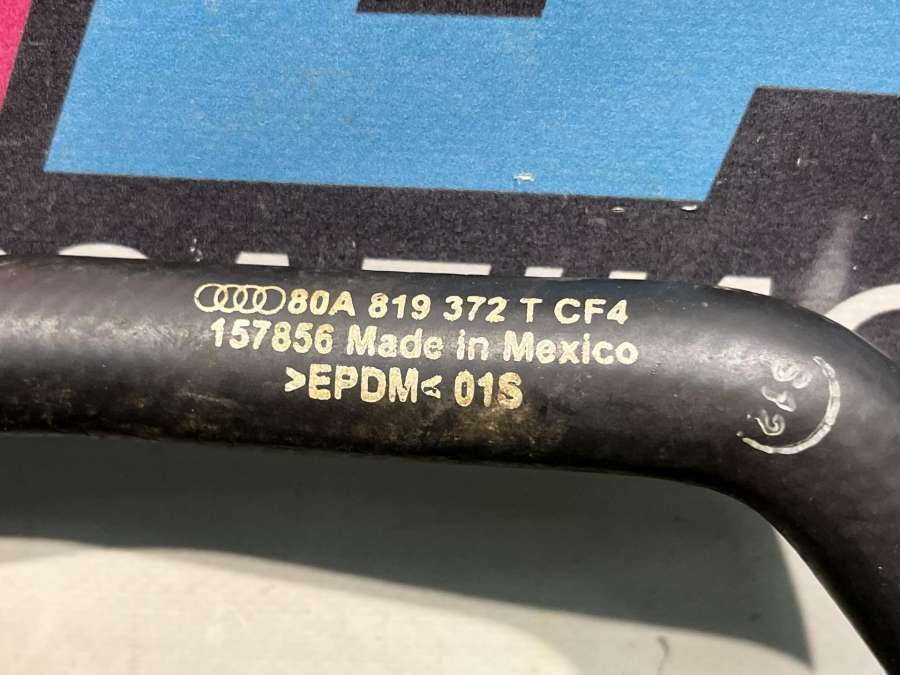 80A 819 372 T CF4
157856 Made in Mexico
>EPDM< 01S